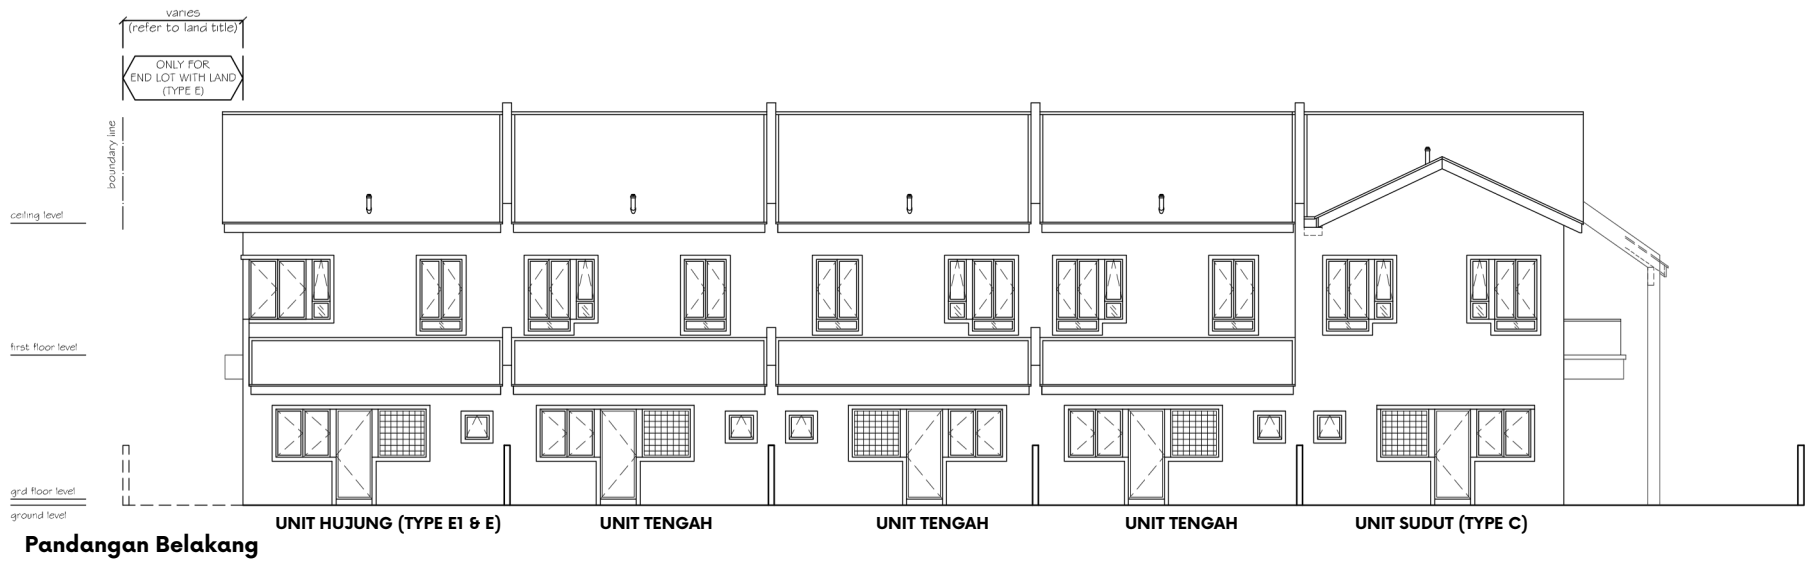 varies
(refer to land title)
ONLY FOR
END LOT WITH LAND
(TYPE E)
boundary line
ceiling level
first floor level
grd floor level
ground level
UNIT HUJUNG (TYPE E1 & E)
UNIT TENGAH
UNIT TENGAH
UNIT TENGAH
UNIT SUDUT (TYPE C)
Pandangan Belakang